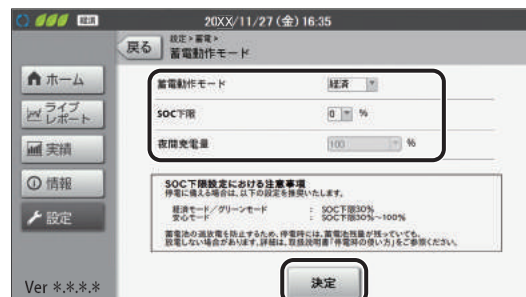 経済
20XX/11/27 (金) 16:35
戻る
設定＞蓄電＞
蓄電動作モード
ホーム
ライブ
レポート
実績
情報
設定
Ver *.*.*.*
蓄電動作モード 経済
SOC下限 0 %
夜間充電量 100 %
SOC下限設定における注意事項
停電に備える場合は、以下の設定を推奨いたします。
経済モード／グリーンモード ： SOC下限30%
安心モード ： SOC下限30%～100%
蓄電池の過放電を防止するため、停電時には、蓄電池残量が残っていても、
放電しない場合があります。詳細は、取扱説明書「停電時の使い方」をご参照ください。
決定